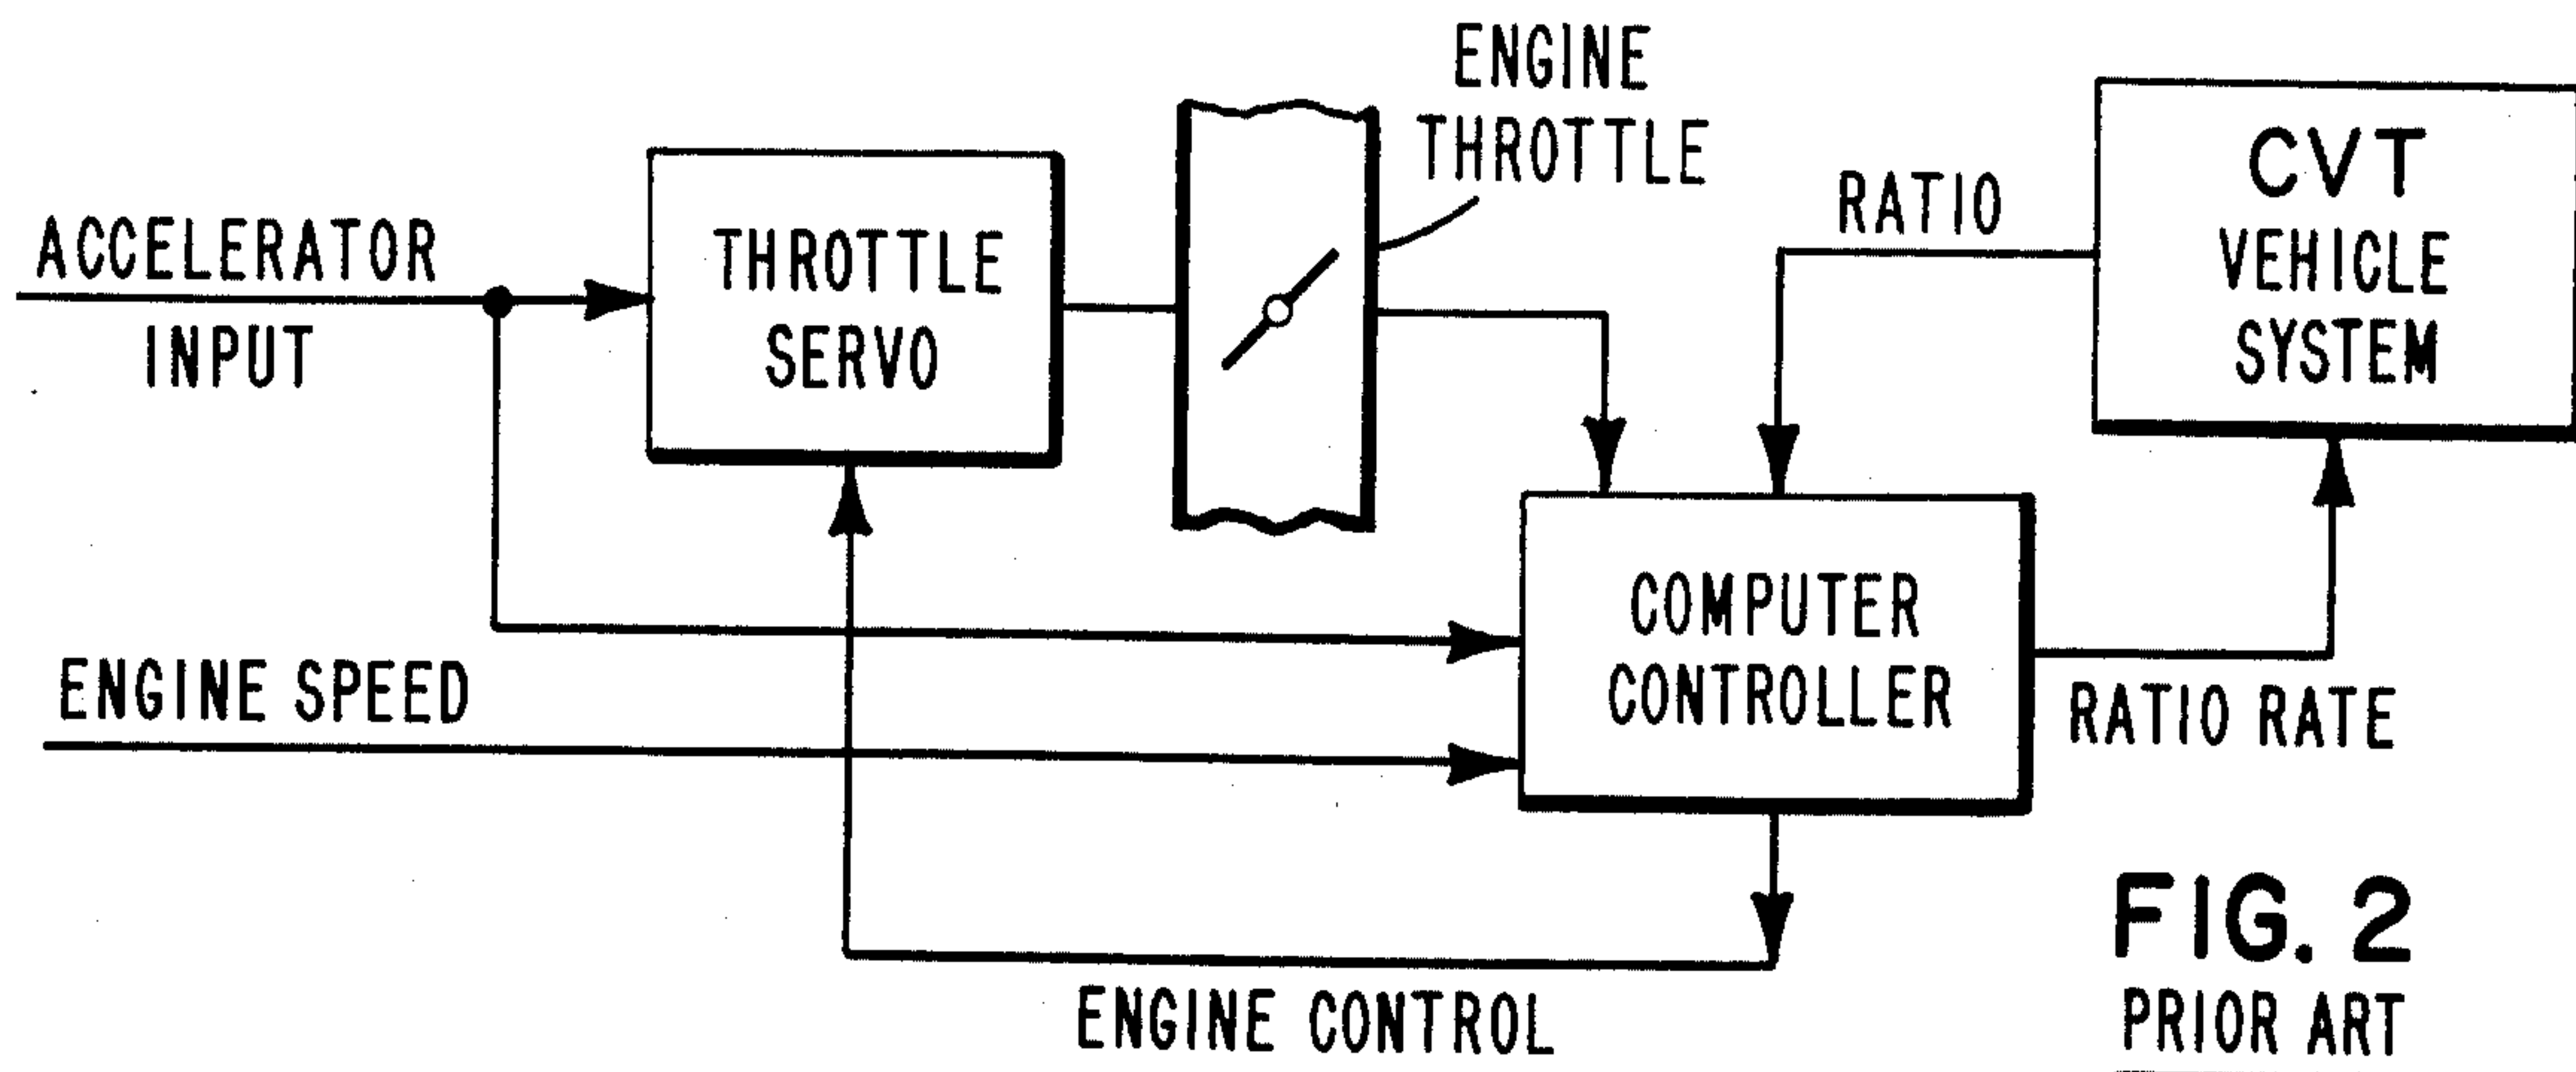 ENGINE
THROTTLE
ACCELERATOR
INPUT
THROTTLE
SERVO
RATIO
CVT
VEHICLE
SYSTEM
ENGINE SPEED
COMPUTER
CONTROLLER
RATIO RATE
ENGINE CONTROL
FIG. 2
PRIOR ART